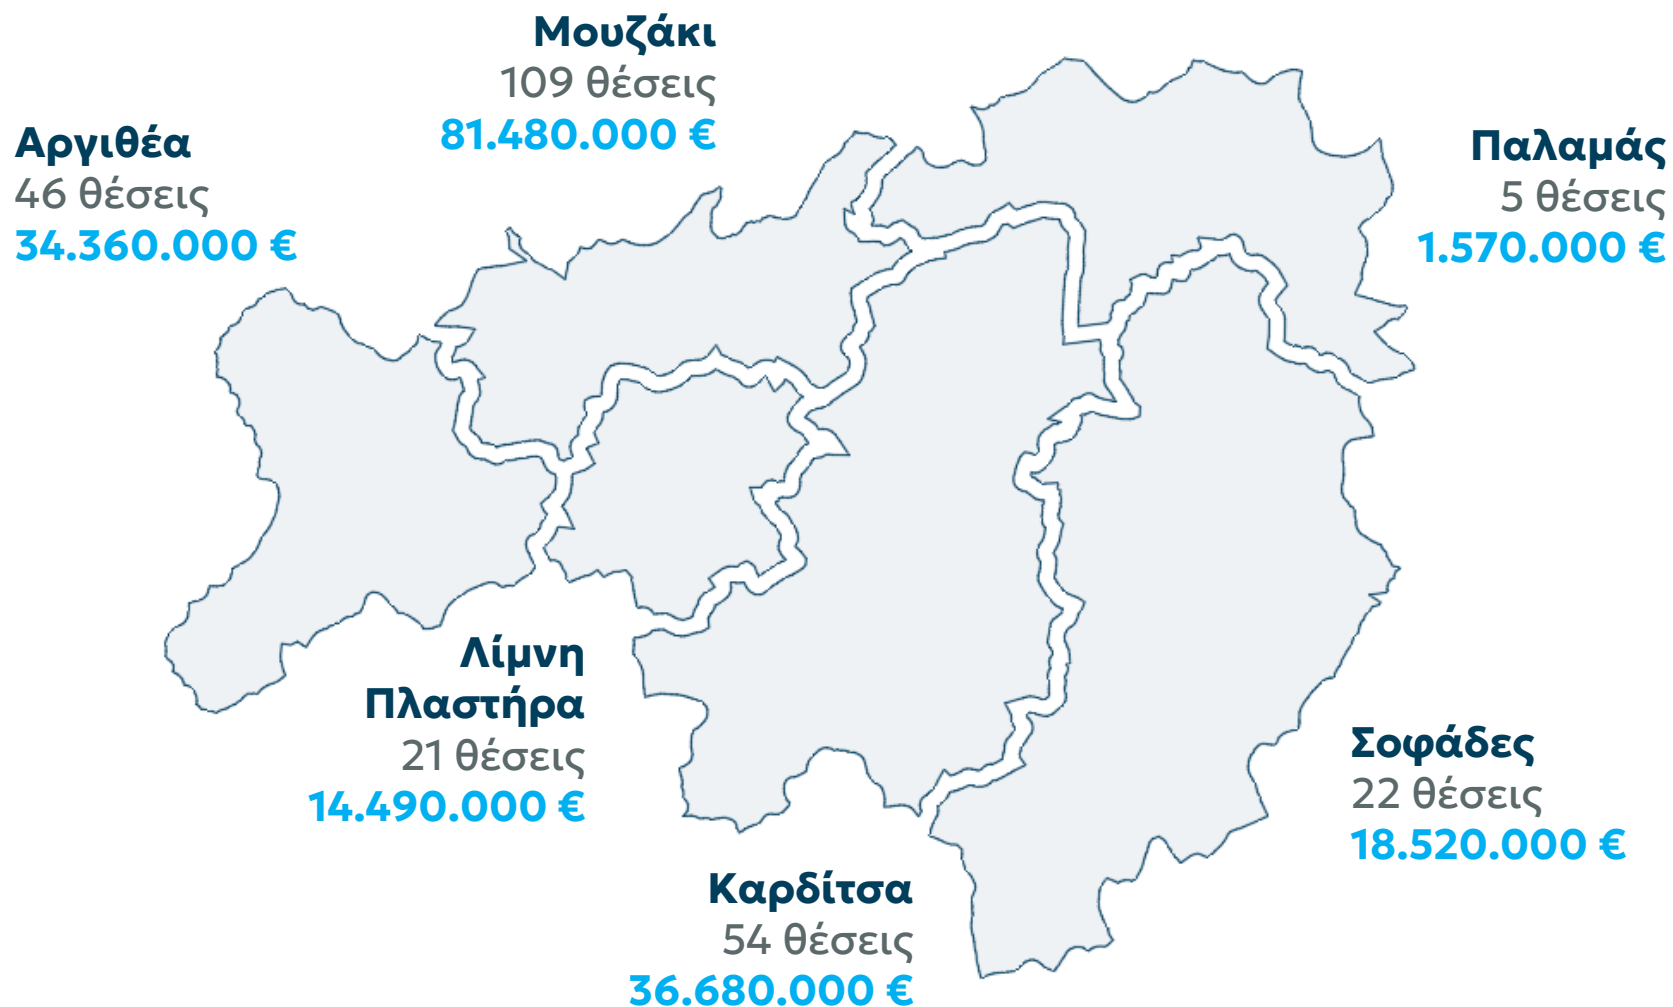 Μουζάκι
109 θέσεις
81.480.000 €
Αργιθέα
46 θέσεις
34.360.000 €
Παλαμάς
5 θέσεις
1.570.000 €
Λίμνη
Πλαστήρα
21 θέσεις
14.490.000 €
Σοφάδες
22 θέσεις
18.520.000 €
Καρδίτσα
54 θέσεις
36.680.000 €